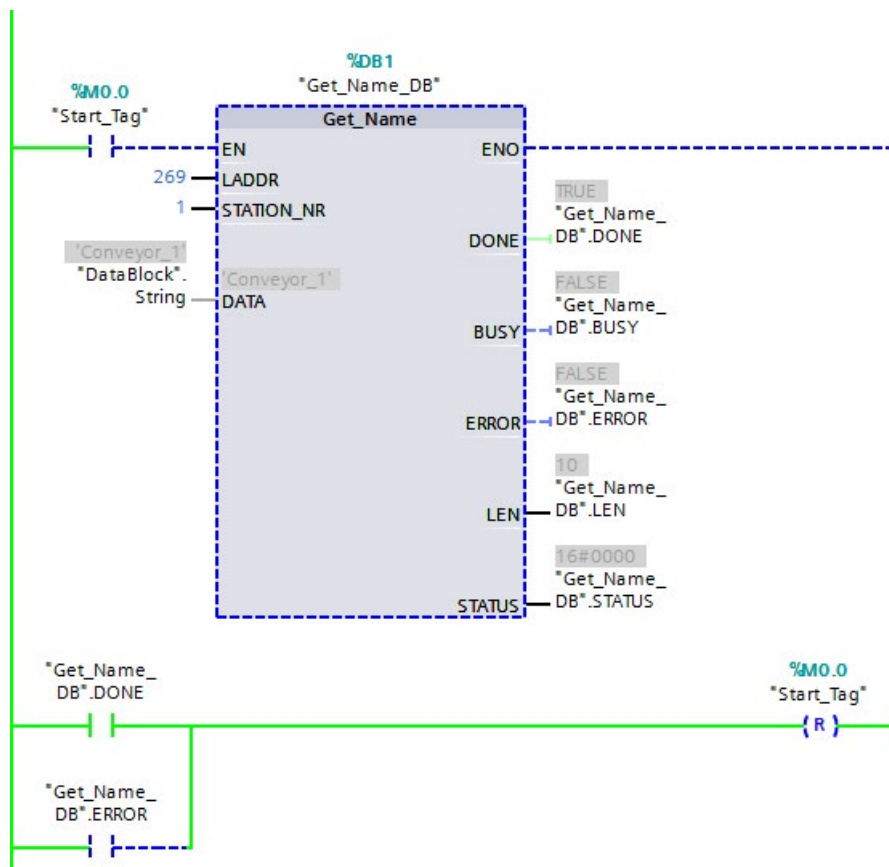 %DB1
"Get_Name_DB"
%M0.0
"Start_Tag"
Get_Name
EN
ENO
269
LADDR
1
STATION_NR
TRUE
"Get_Name_
DB".DONE
DONE
'Conveyor_1'
"DataBlock".
String
'Conveyor_1'
DATA
FALSE
"Get_Name_
DB".BUSY
BUSY
FALSE
"Get_Name_
DB".ERROR
ERROR
10
"Get_Name_
DB".LEN
LEN
16#0000
"Get_Name_
DB".STATUS
STATUS
"Get_Name_
DB".DONE
%M0.0
"Start_Tag"
R
"Get_Name_
DB".ERROR